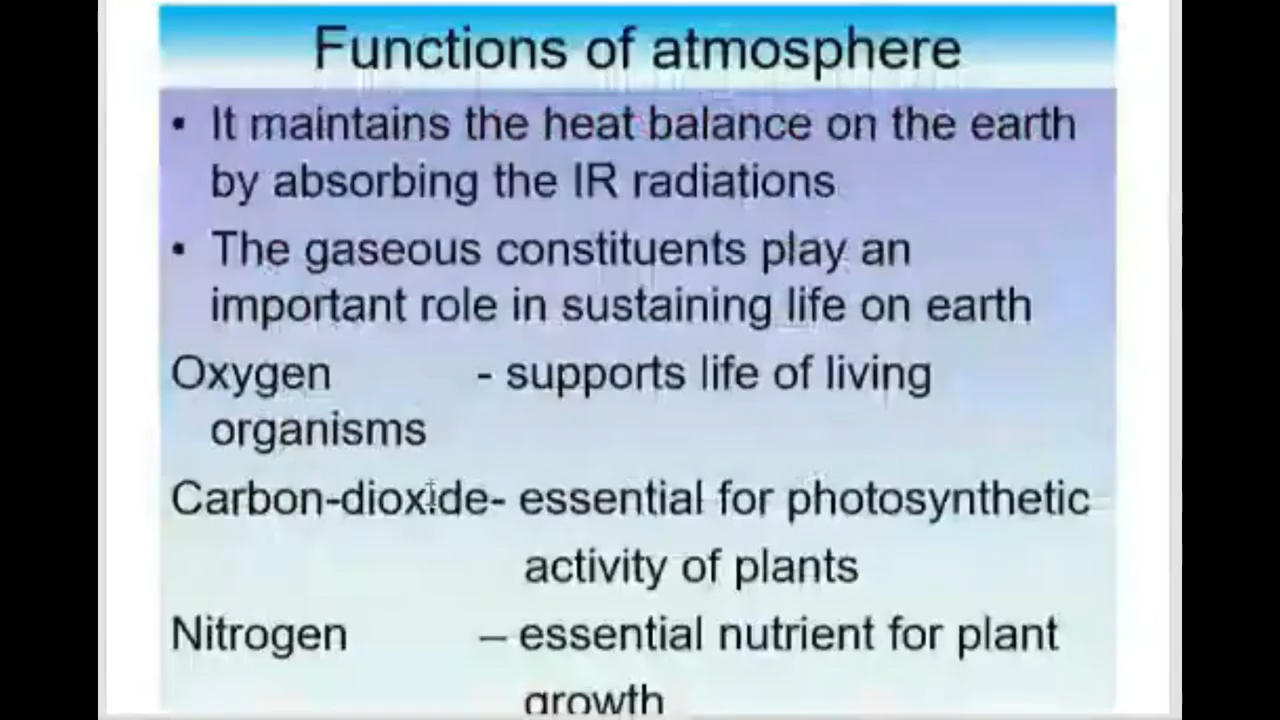 Functions of atmosphere
• It maintains the heat balance on the earth
by absorbing the IR radiations
• The gaseous constituents play an
important role in sustaining life on earth
Oxygen - supports life of living
organisms
Carbon-dioxide- essential for photosynthetic
activity of plants
Nitrogen – essential nutrient for plant
growth